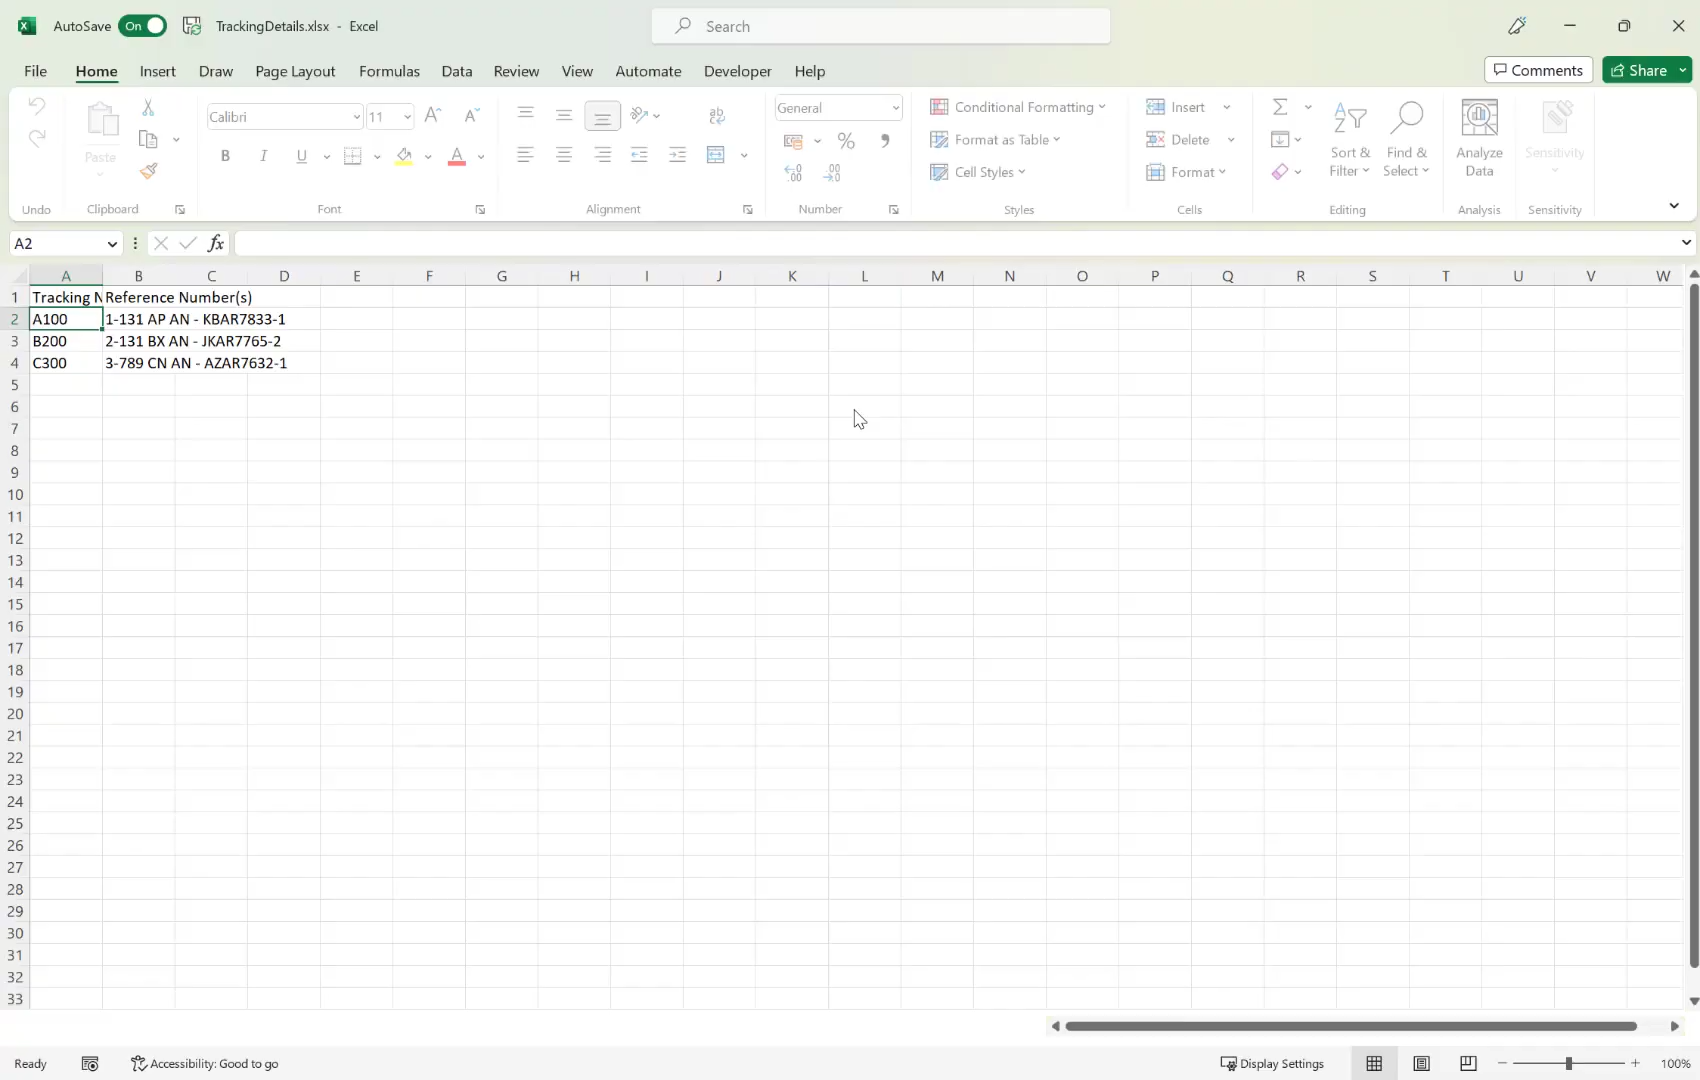 AutoSave On TrackingDetails.xlsx - Excel Search
File Home Insert Draw Page Layout Formulas Data Review View Automate Developer Help Comments Share
Calibri 11 General Conditional Formatting Insert
Format as Table Delete
Paste B I U Sort & Find & Analyze Sensitivity
Cell Styles Format Filter Select Data
Undo Clipboard Font Alignment Number Styles Cells Editing Analysis Sensitivity
A2 fx
A B C D E F G H I J K L M N O P Q R S T U V W
1 Tracking N Reference Number(s)
2 A100 1-131 AP AN - KBAR7833-1
3 B200 2-131 BX AN - JKAR7765-2
4 C300 3-789 CN AN - AZAR7632-1
5
6
7
8
9
10
11
12
13
14
15
16
17
18
19
20
21
22
23
24
25
26
27
28
29
30
31
32
33
Ready Accessibility: Good to go Display Settings 100%